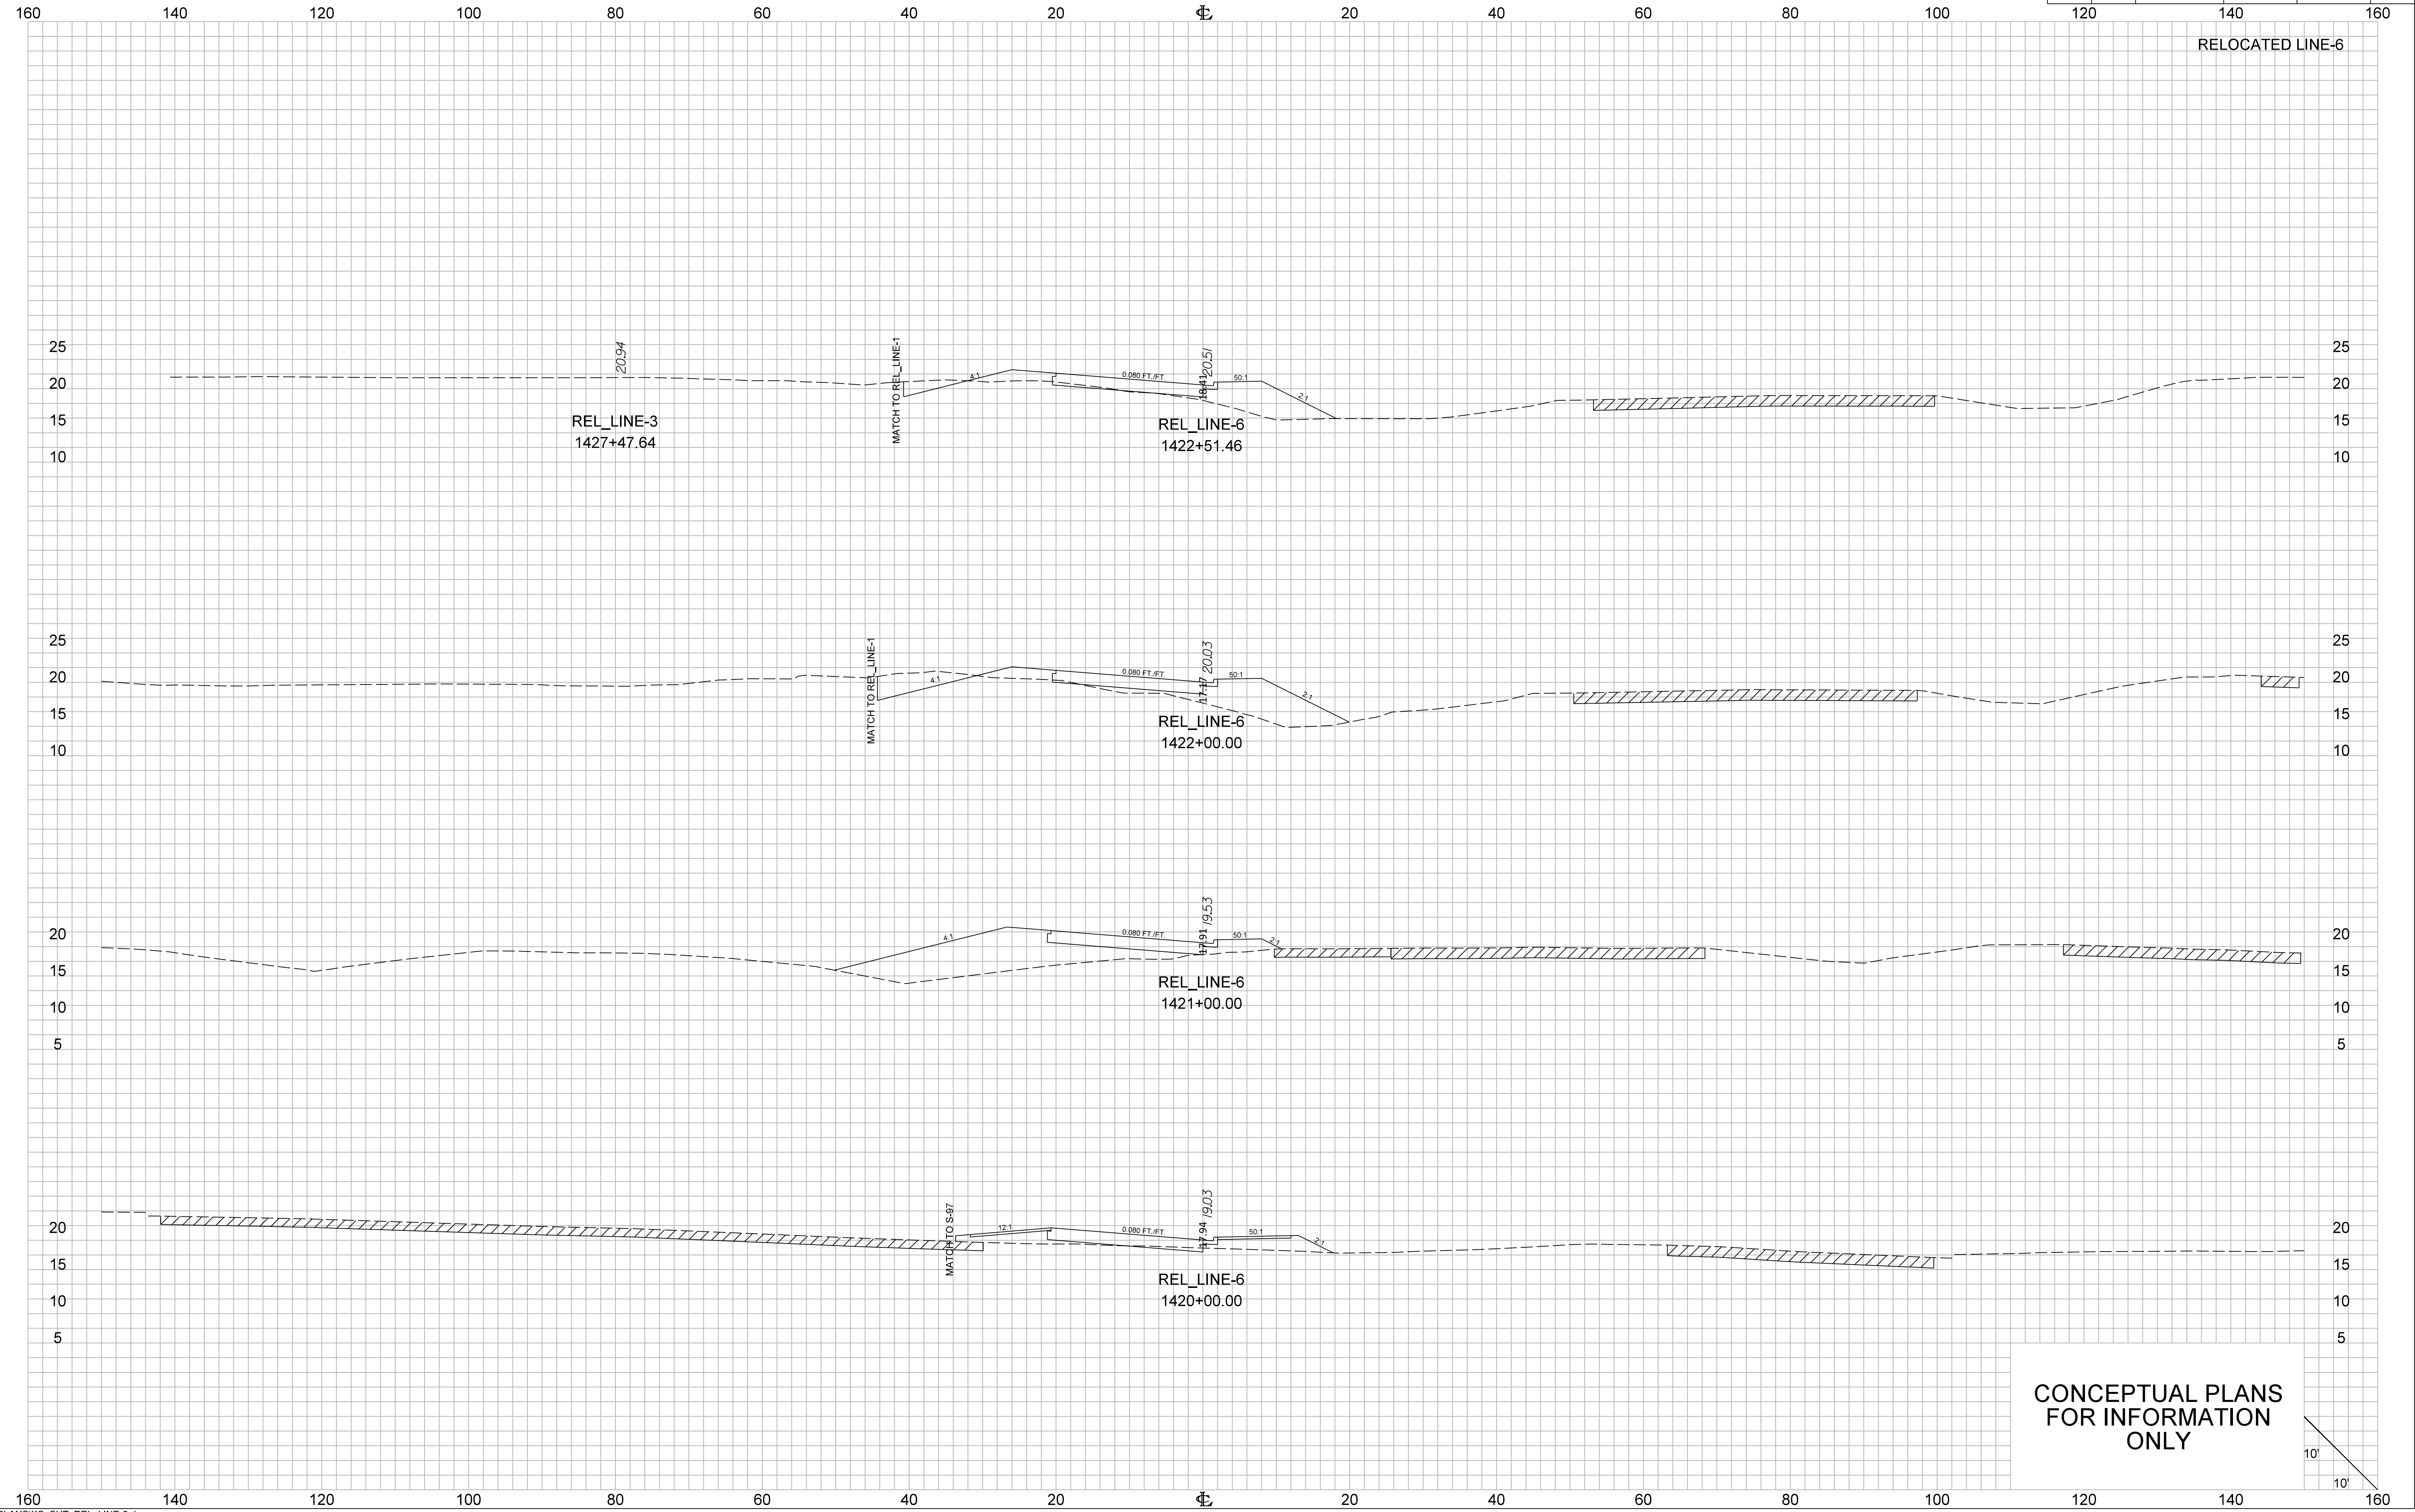 160 140 120 100 80 60 40 20 ℄ 20 40 60 80 100 120 140 160
RELOCATED LINE-6
25 20.94 MATCH TO REL_LINE-1 20.51 25
20 4:1 0.080 FT./FT. 18.41 50:1 2:1 20
15 REL_LINE-3 REL_LINE-6 15
1427+47.64 1422+51.46
10 10
25 MATCH TO REL_LINE-1 20.03 25
20 4:1 0.080 FT./FT. 17.17 50:1 2:1 20
15 REL_LINE-6 15
10 1422+00.00 10
20 4:1 0.080 FT./FT. 17.91 19.53 50:1 2:1 20
15 REL_LINE-6 15
10 1421+00.00 10
5 5
20 MATCH TO S-97 12:1 0.080 FT./FT. 17.94 19.03 50:1 2:1 20
15 REL_LINE-6 15
10 1420+00.00 10
5 5
CONCEPTUAL PLANS
FOR INFORMATION
ONLY
10'
10'
160 140 120 100 80 60 40 20 ℄ 20 40 60 80 100 120 140 160